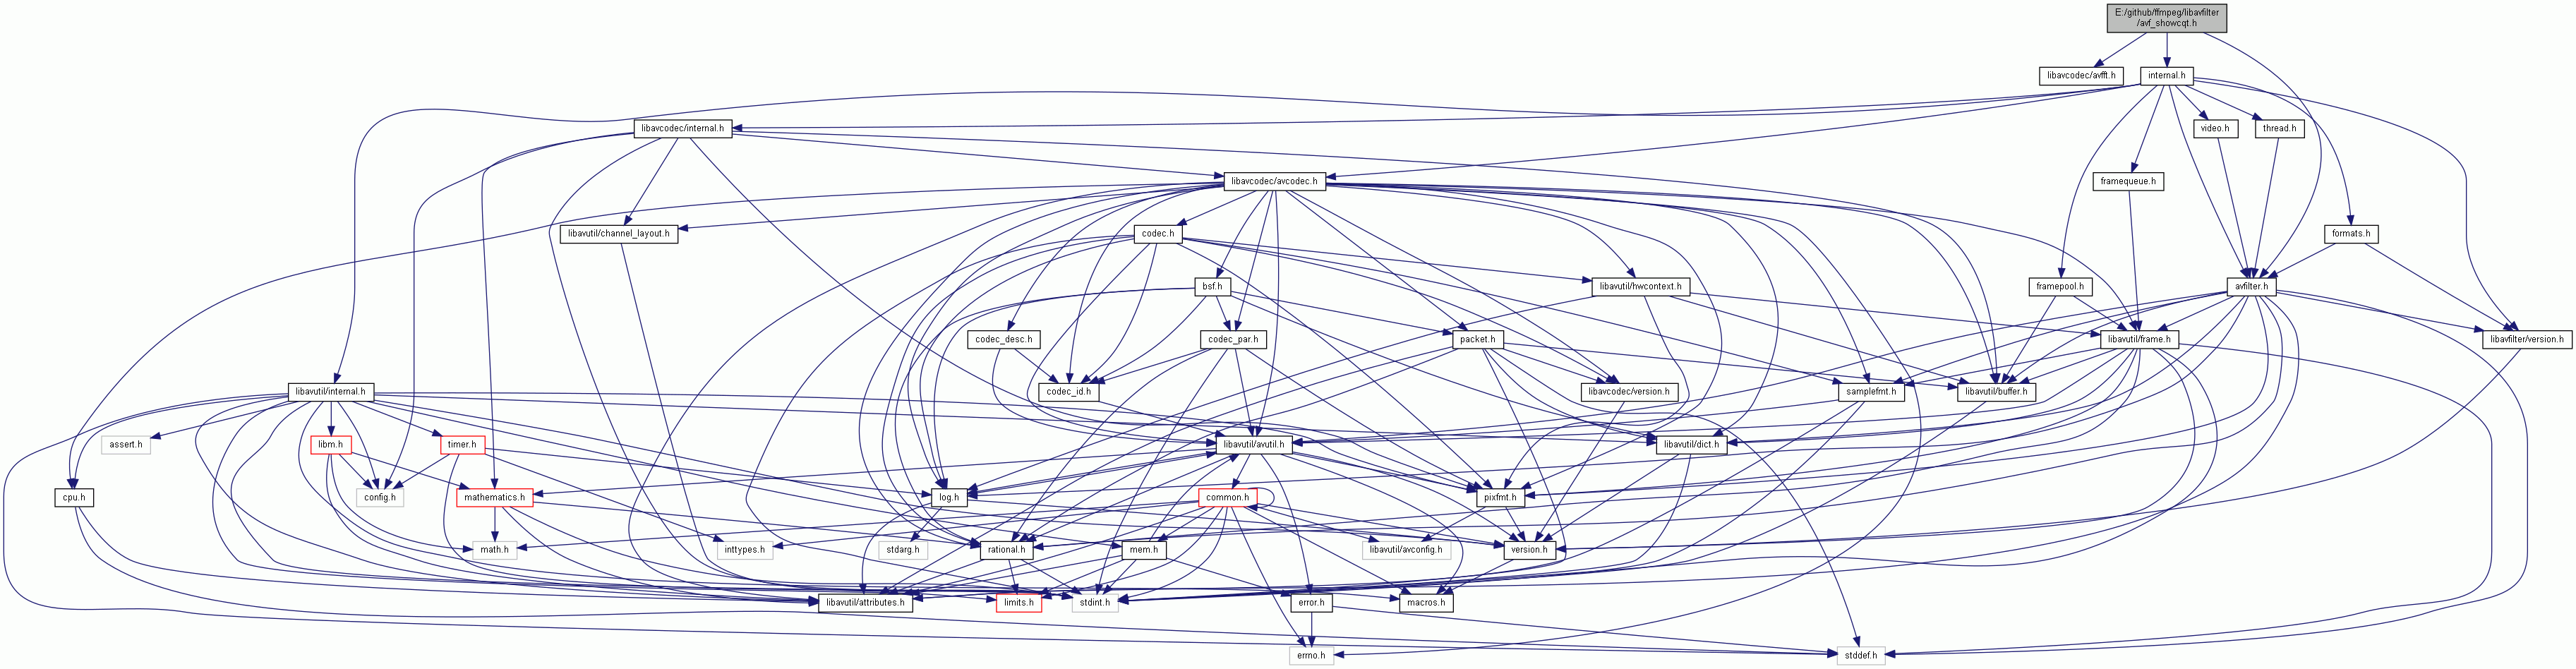 E:/github/ffmpeg/libavfilter
/avf_showcqt.h
libavcodec/avfft.h
internal.h
libavcodec/internal.h
video.h
thread.h
libavcodec/avcodec.h
framequeue.h
libavutil/channel_layout.h
codec.h
formats.h
bsf.h
libavutil/hwcontext.h
framepool.h
avfilter.h
codec_desc.h
codec_par.h
packet.h
libavutil/frame.h
libavfilter/version.h
libavutil/internal.h
codec_id.h
libavcodec/version.h
samplefmt.h
libavutil/buffer.h
assert.h
libm.h
timer.h
libavutil/avutil.h
libavutil/dict.h
cpu.h
config.h
mathematics.h
log.h
common.h
pixfmt.h
math.h
inttypes.h
stdarg.h
rational.h
mem.h
libavutil/avconfig.h
version.h
libavutil/attributes.h
limits.h
stdint.h
error.h
macros.h
errno.h
stddef.h